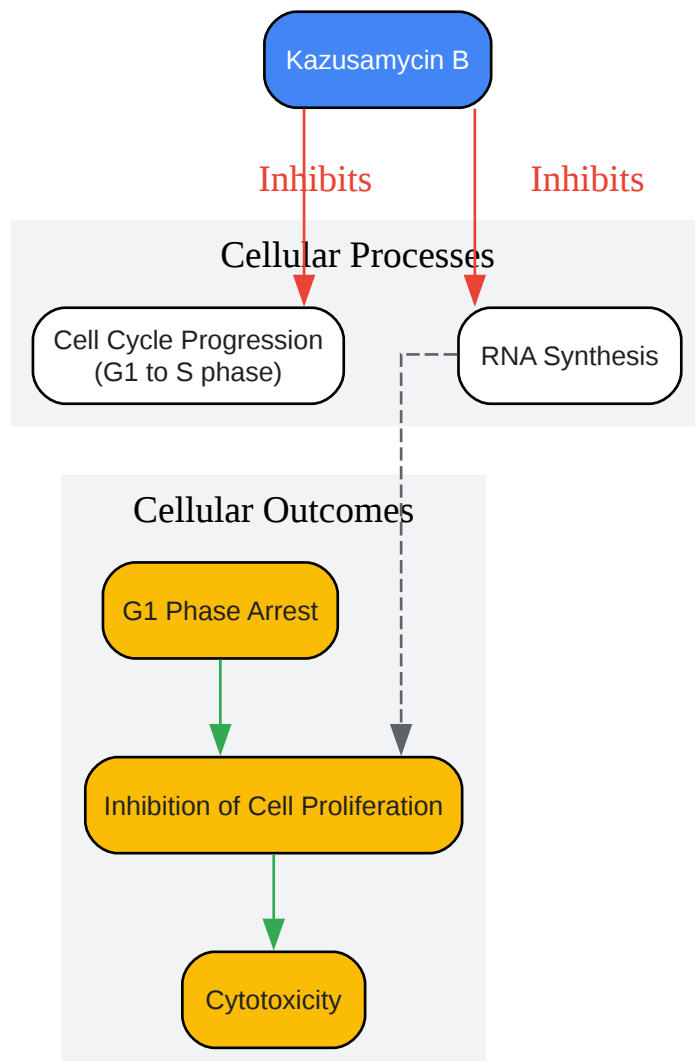 Kazusamycin B
Inhibits
Inhibits
Cellular Processes
Cell Cycle Progression
(G1 to S phase)
RNA Synthesis
Cellular Outcomes
G1 Phase Arrest
Inhibition of Cell Proliferation
Cytotoxicity